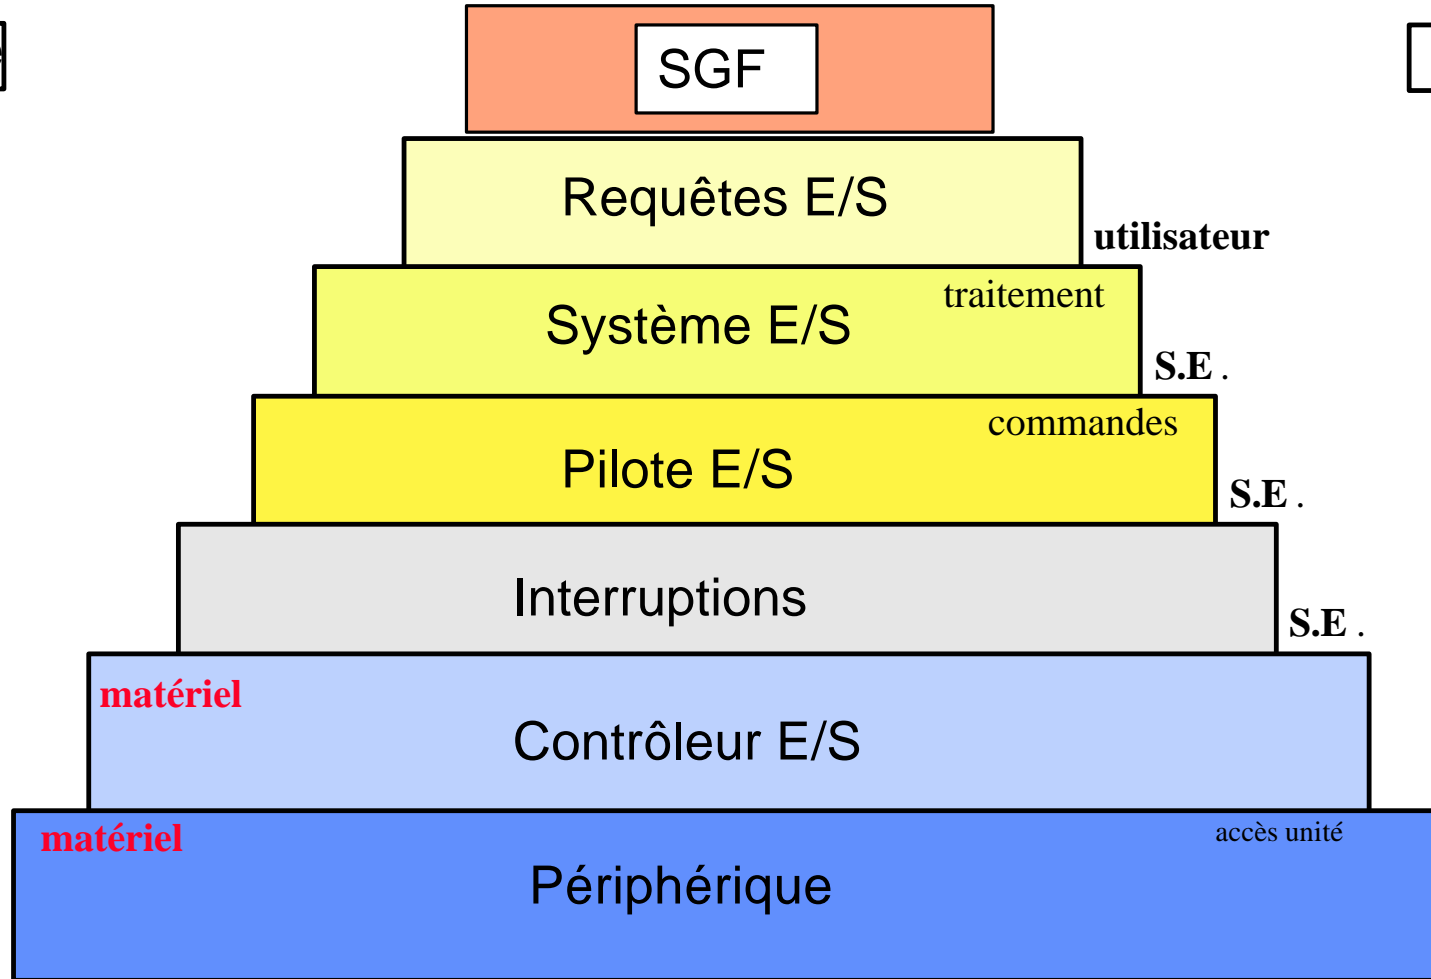 SGF
Requêtes E/S
utilisateur
traitement
Système E/S
S.E .
commandes
Pilote E/S
S.E .
Interruptions
S.E .
matériel
Contrôleur E/S
matériel
accès unité
Périphérique